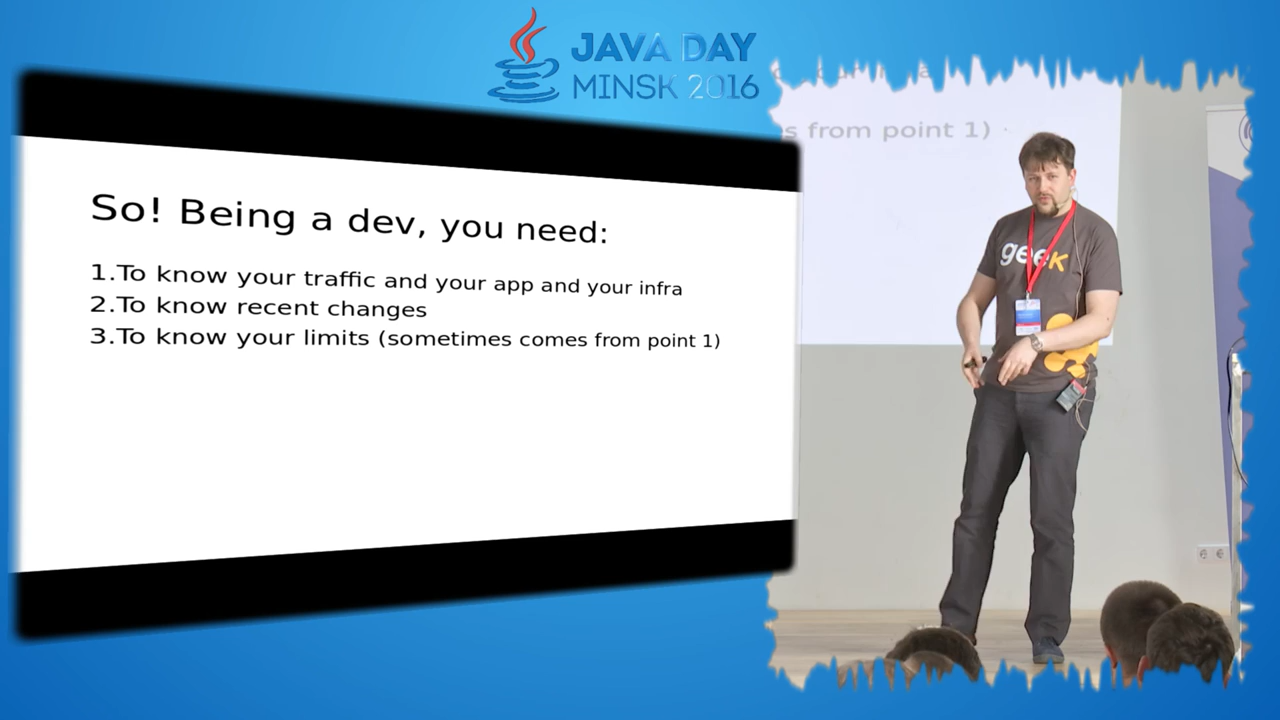 JAVA DAY
MINSK 2016
So! Being a dev, you need:
1.To know your traffic and your app and your infra
2.To know recent changes
3.To know your limits (sometimes comes from point 1)
s from point 1)
geek